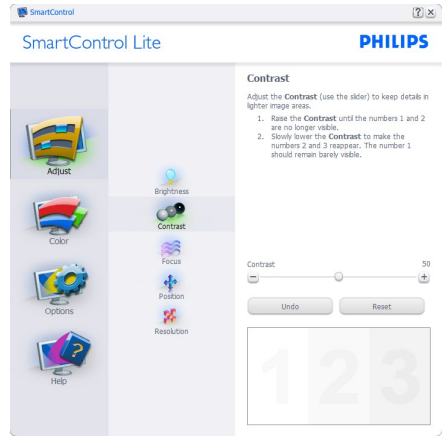 SmartControl
SmartControl Lite
PHILIPS
Adjust
Color
Options
Help
Brightness
Contrast
Focus
Position
Resolution
Contrast
Adjust the Contrast (use the slider) to keep details in
lighter image areas.
1. Raise the Contrast until the numbers 1 and 2
are no longer visible.
2. Slowly lower the Contrast to make the
numbers 2 and 3 reappear. The number 1
should remain barely visible.
Contrast 50
Undo Reset
1 2 3